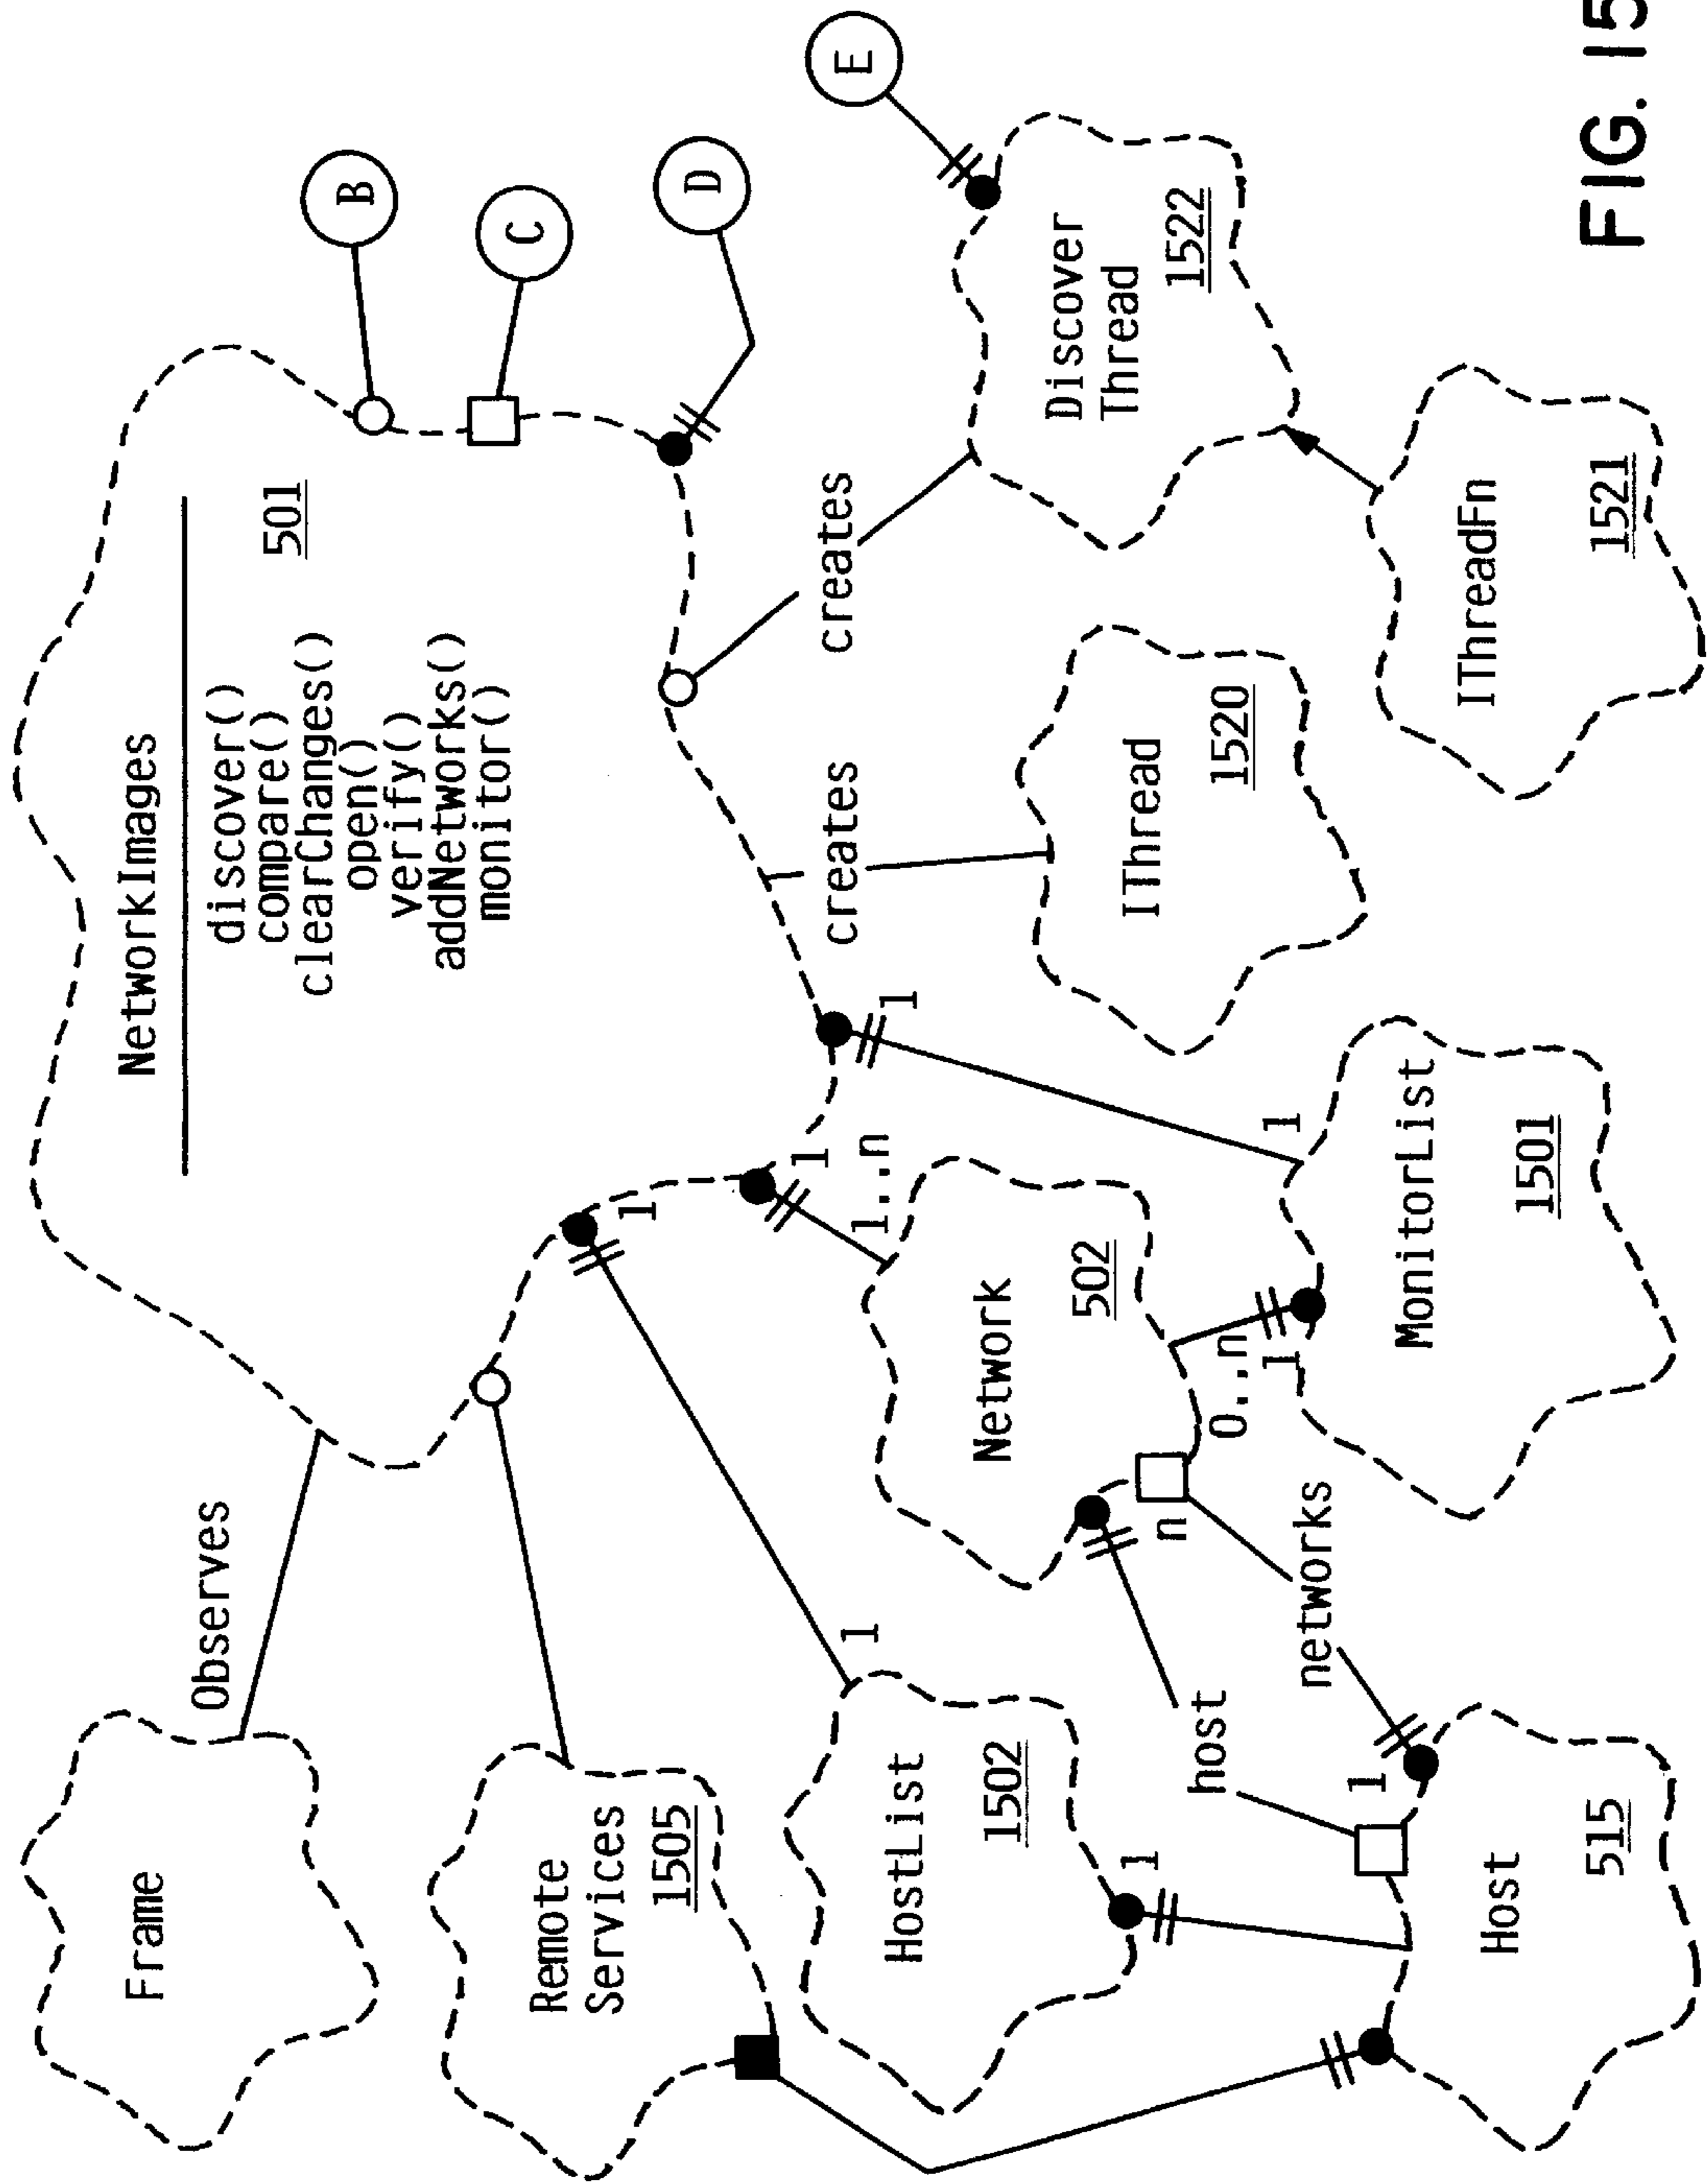 Frame
Observes
NetworkImages
discover()
compare()
clearChanges()
open()
verify()
addNetworks()
monitor()
501
B
C
D
E
Remote
Services
1505
1
1
1
1..n
1
creates
creates
HostList
1502
1
Network
502
n
0..n
1
1
IThread
1520
Discover
Thread
1522
host
networks
1
Host
515
MonitorList
1501
IThreadFn
1521
FIG. 15